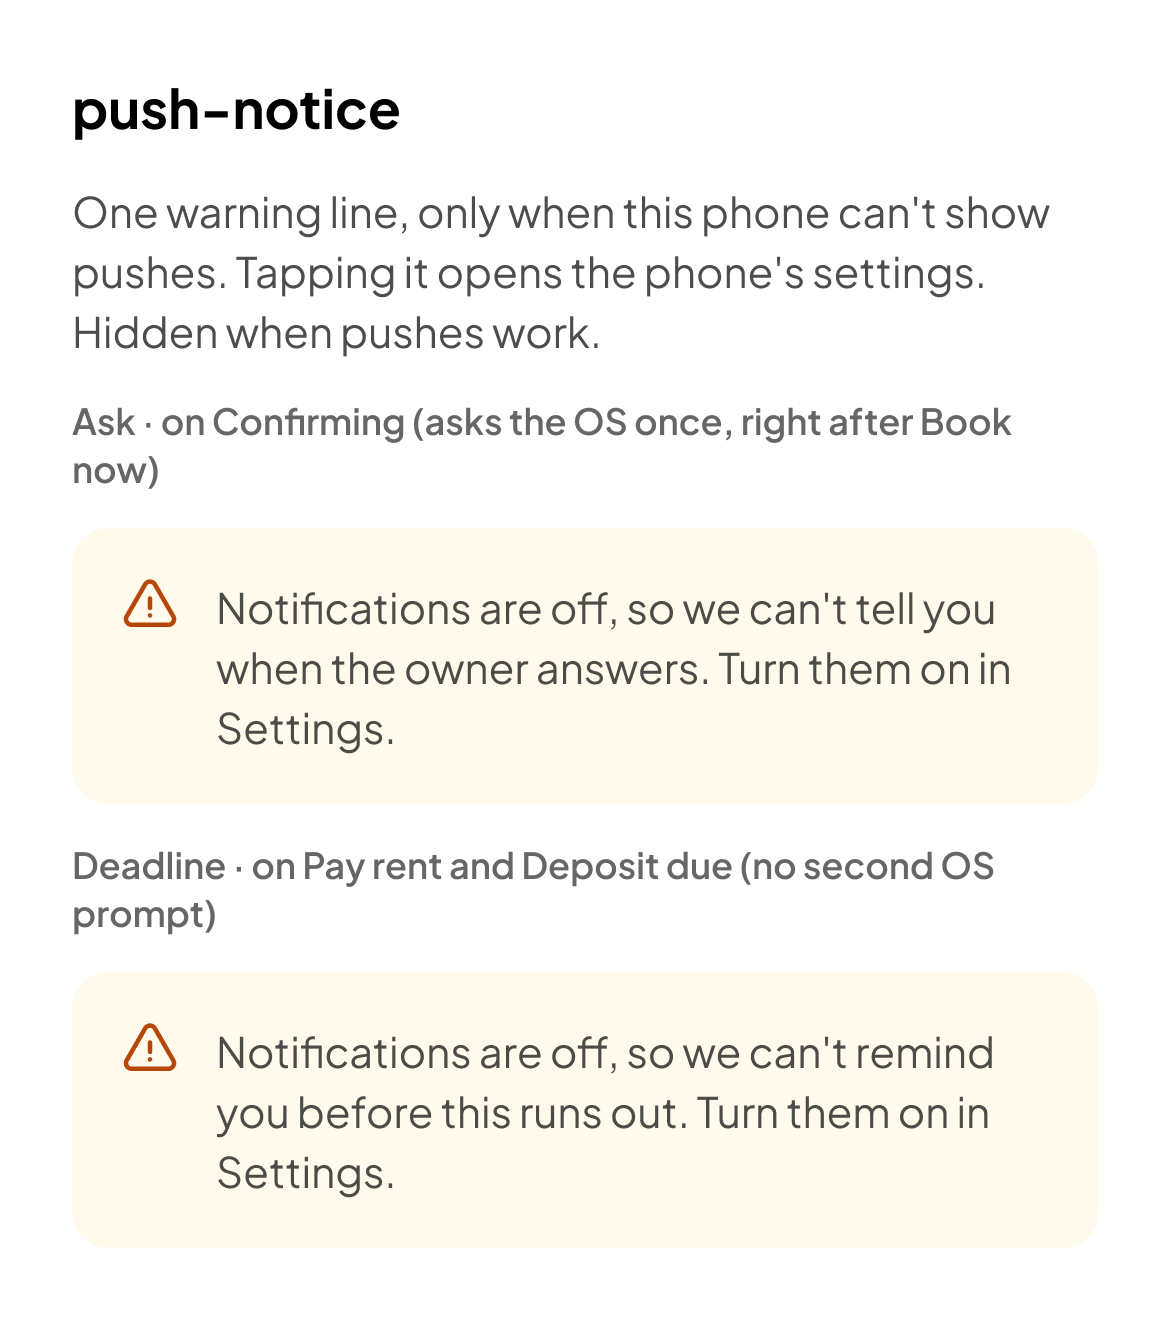 push-notice
One warning line, only when this phone can't show
pushes. Tapping it opens the phone's settings.
Hidden when pushes work.
Ask · on Confirming (asks the OS once, right after Book
now)
Notifications are off, so we can't tell you
when the owner answers. Turn them on in
Settings.
Deadline · on Pay rent and Deposit due (no second OS
prompt)
Notifications are off, so we can't remind
you before this runs out. Turn them on in
Settings.